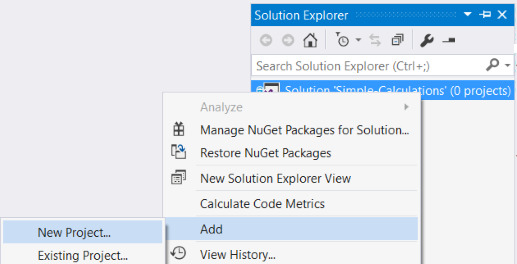 Solution Explorer
Search Solution Explorer (Ctrl+;)
Solution 'Simple-Calculations' (0 projects)
Analyze
Manage NuGet Packages for Solution...
Restore NuGet Packages
New Solution Explorer View
Calculate Code Metrics
Add
New Project...
View History...
Existing Project...